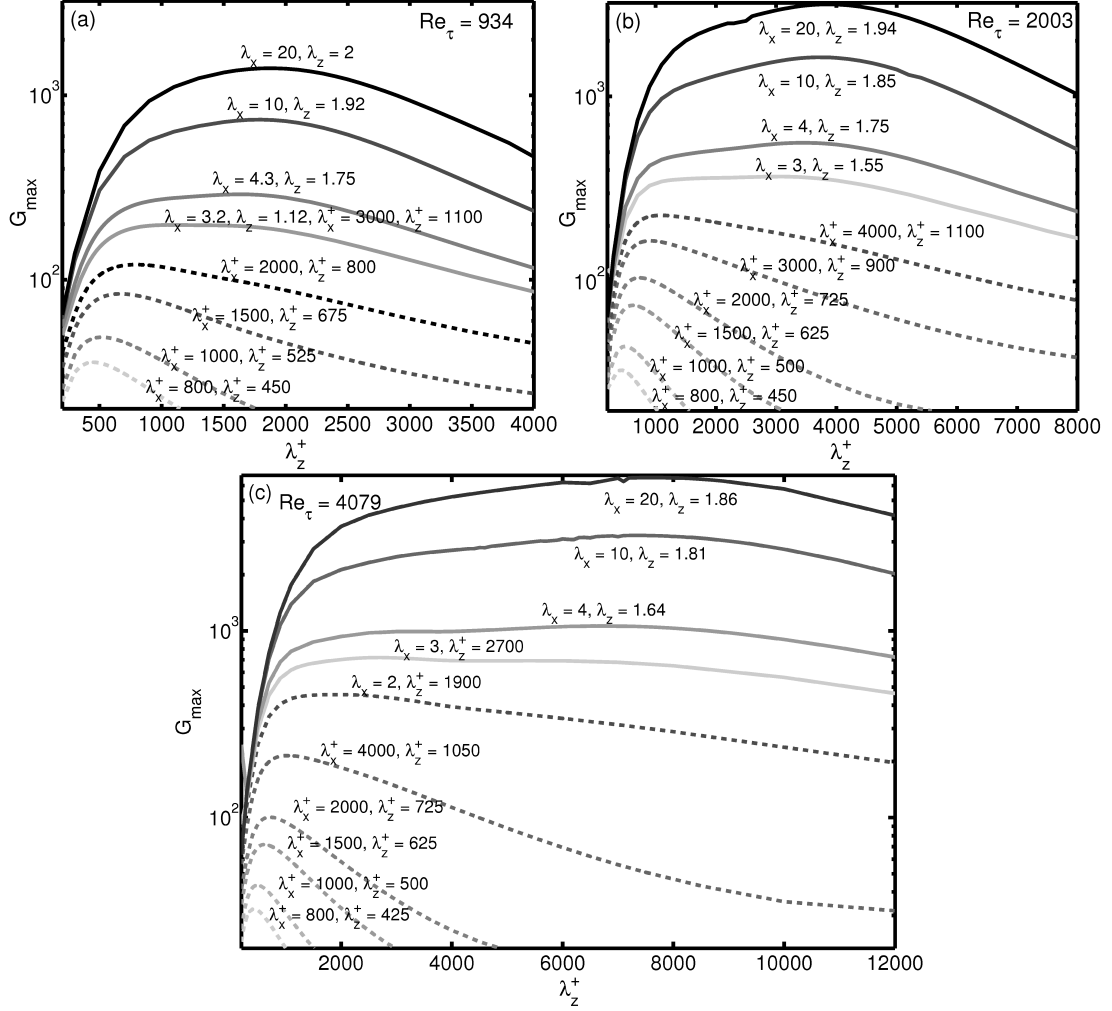 (a)
Re_τ = 934
λ_x = 20, λ_z = 2
10^3
λ_x = 10, λ_z = 1.92
λ_x = 4.3, λ_z = 1.75
G_max
λ_x = 3.2, λ_z = 1.12, λ_x^+ = 3000, λ_z^+ = 1100
10^2
λ_x^+ = 2000, λ_z^+ = 800
λ_x^+ = 1500, λ_z^+ = 675
λ_x^+ = 1000, λ_z^+ = 525
λ_x^+ = 800, λ_z^+ = 450
500 1000 1500 2000 2500 3000 3500 4000
λ_z^+
(b)
Re_τ = 2003
λ_x = 20, λ_z = 1.94
10^3
λ_x = 10, λ_z = 1.85
λ_x = 4, λ_z = 1.75
λ_x = 3, λ_z = 1.55
G_max
λ_x^+ = 4000, λ_z^+ = 1100
10^2
λ_x^+ = 3000, λ_z^+ = 900
λ_x^+ = 2000, λ_z^+ = 725
λ_x^+ = 1500, λ_z^+ = 625
λ_x^+ = 1000, λ_z^+ = 500
λ_x^+ = 800, λ_z^+ = 450
1000 2000 3000 4000 5000 6000 7000 8000
λ_z^+
(c)
Re_τ = 4079
λ_x = 20, λ_z = 1.86
λ_x = 10, λ_z = 1.81
10^3
λ_x = 4, λ_z = 1.64
λ_x = 3, λ_z^+ = 2700
λ_x = 2, λ_z^+ = 1900
G_max
λ_x^+ = 4000, λ_z^+ = 1050
10^2
λ_x^+ = 2000, λ_z^+ = 725
λ_x^+ = 1500, λ_z^+ = 625
λ_x^+ = 1000, λ_z^+ = 500
λ_x^+ = 800, λ_z^+ = 425
2000 4000 6000 8000 10000 12000
λ_z^+